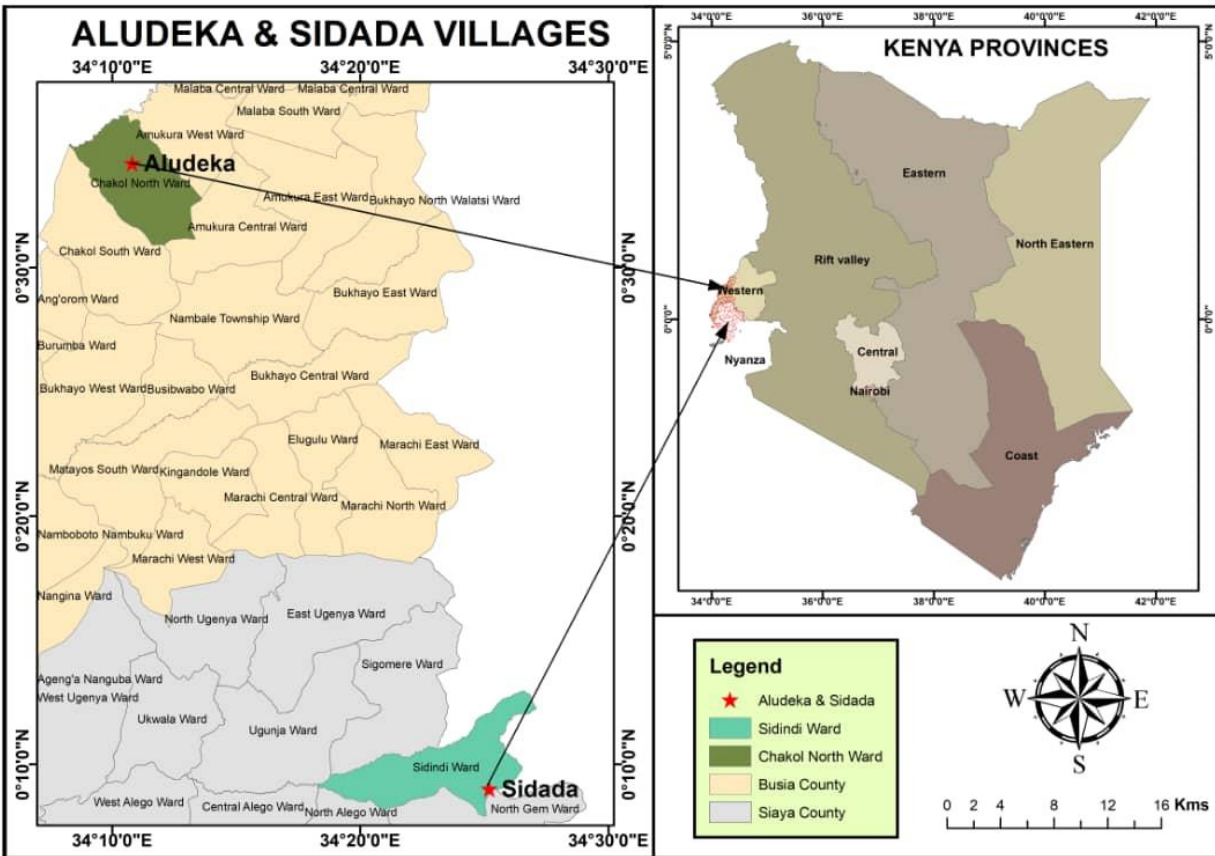 ALUDEKA & SIDADA VILLAGES
34°10'0"E
34°20'0"E
34°30'0"E
Malaba Central Ward
Malaba Central Ward
Malaba South Ward
Amukura West Ward
Aludeka
Chakol North Ward
Amukura East Ward
Bukhayo North Walatsi Ward
Amukura Central Ward
Chakol South Ward
0°30'0"N
0°30'0"N
Ang'orom Ward
Bukhayo East Ward
Nambale Township Ward
Burumba Ward
Bukhayo West Ward
Busibwabo Ward
Bukhayo Central Ward
Elugulu Ward
Marachi East Ward
Matayos South Ward
Kingandole Ward
Marachi Central Ward
Marachi North Ward
0°20'0"N
0°20'0"N
Namboboto Nambuku Ward
Marachi West Ward
Nangina Ward
North Ugenya Ward
East Ugenya Ward
Sigomere Ward
Ageng'a Nanguba Ward
West Ugenya Ward
Ukwala Ward
Ugunja Ward
0°10'0"N
0°10'0"N
Sidindi Ward
Sidada
West Alego Ward
Central Alego Ward
North Alego Ward
North Gem Ward
34°10'0"E
34°20'0"E
34°30'0"E
34°0'0"E
36°0'0"E
38°0'0"E
40°0'0"E
42°0'0"E
KENYA PROVINCES
5°0'0"N
5°0'0"N
Eastern
North Eastern
Rift valley
Western
0°0'0"
0°0'0"
Nyanza
Central
Nairobi
Coast
34°0'0"E
36°0'0"E
38°0'0"E
40°0'0"E
42°0'0"E
Legend
Aludeka & Sidada
Sidindi Ward
Chakol North Ward
Busia County
Siaya County
N
W
E
S
0 2 4 8 12 16 Kms